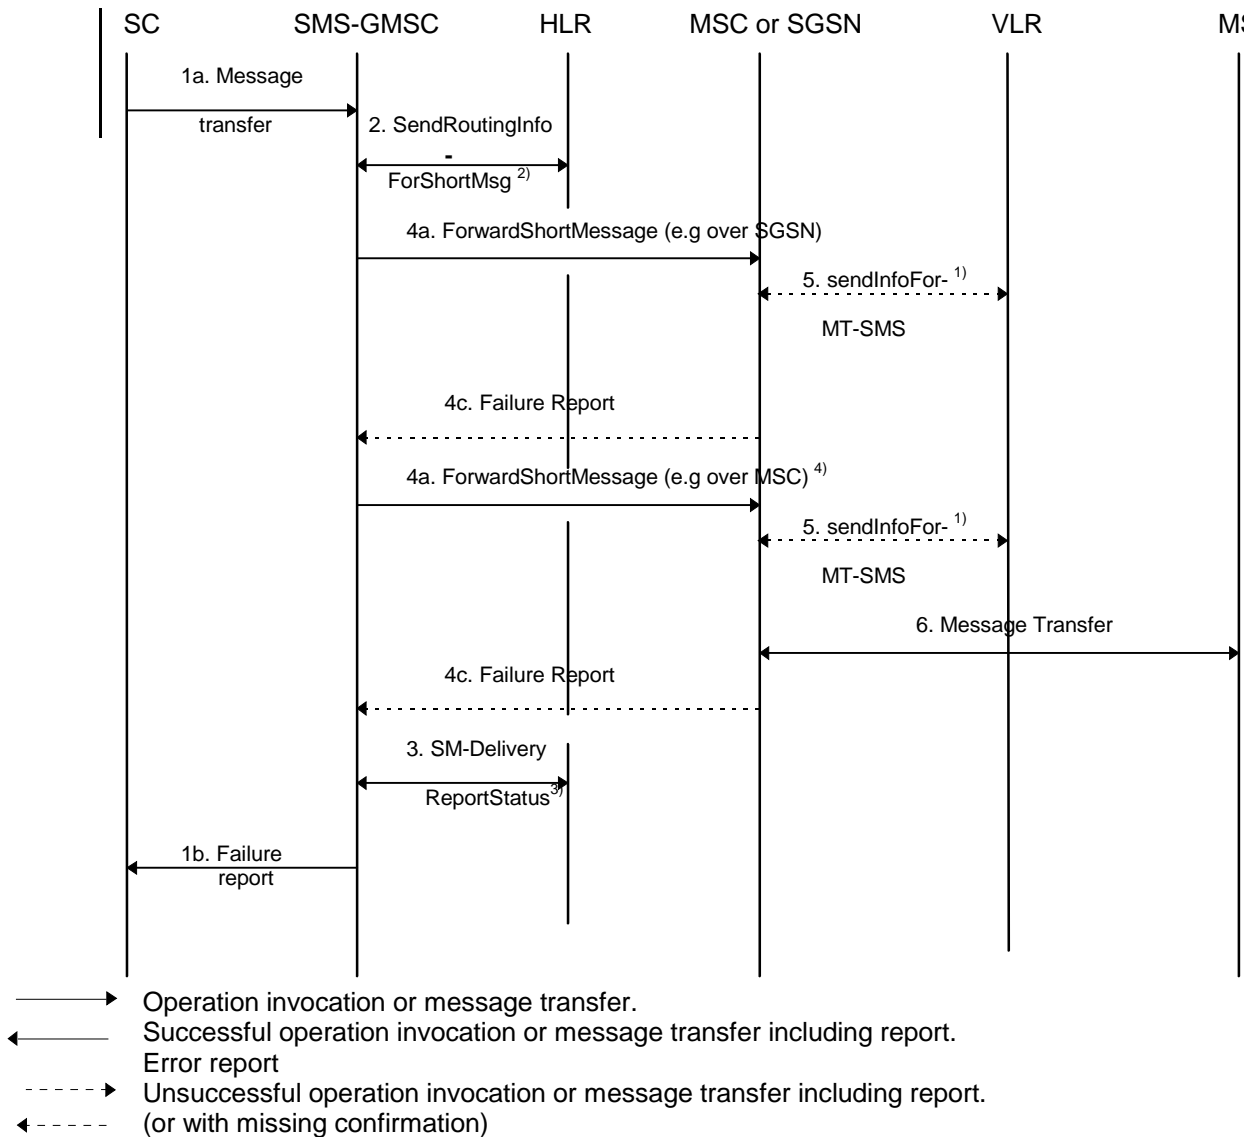 SC SMS-GMSC HLR MSC or SGSN VLR MS
1a. Message
transfer
2. SendRoutingInfo
-
ForShortMsg 2)
4a. ForwardShortMessage (e.g over SGSN)
5. sendInfoFor- 1)
MT-SMS
4c. Failure Report
4a. ForwardShortMessage (e.g over MSC) 4)
5. sendInfoFor- 1)
MT-SMS
6. Message Transfer
4c. Failure Report
3. SM-Delivery
ReportStatus3)
1b. Failure
report
Operation invocation or message transfer.
Successful operation invocation or message transfer including report.
Error report
Unsuccessful operation invocation or message transfer including report.
(or with missing confirmation)